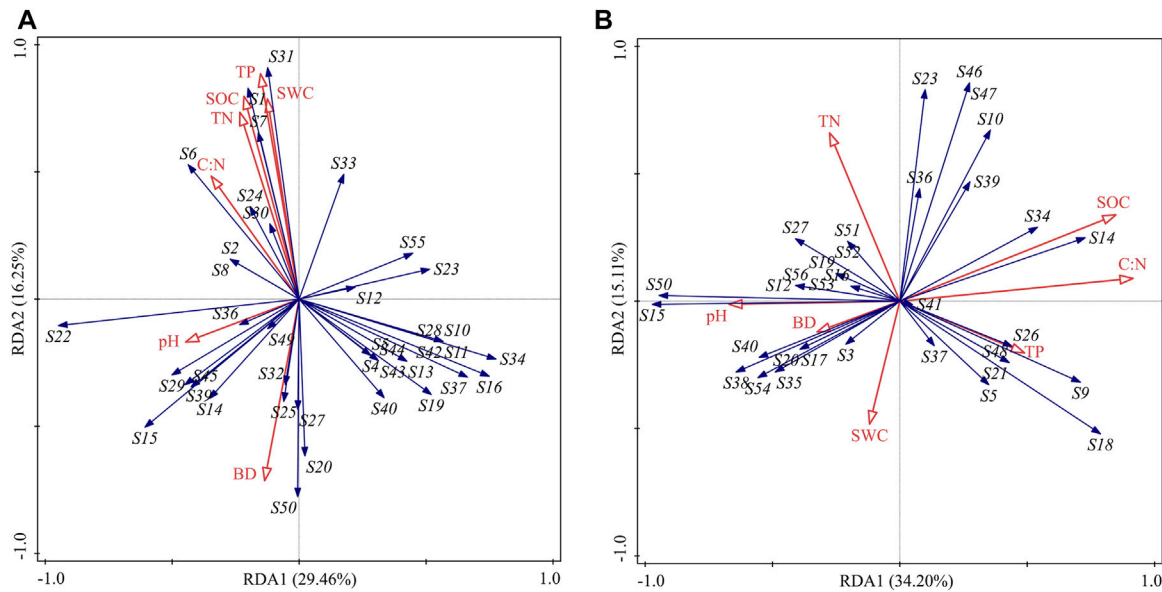 A
1.0
S31
TP
SOC
S1
SWC
TN
S7
S6
C:N
S33
S24
S30
S2
S55
S8
S23
S12
RDA2 (16.25%)
S22
S36
pH
S49
S28
S10
S5
S44
S42
S11
S34
S4
S43
S13
S29
S45
S32
S37
S16
S39
S14
S25
S40
S19
S15
S27
BD
S20
S50
-1.0
-1.0
RDA1 (29.46%)
1.0
B
1.0
S23
S46
S47
TN
S10
S36
S39
SOC
S34
S27
S51
S14
S52
S19
C:N
S56
S16
S50
S12
S53
S15
pH
S41
RDA2 (15.11%)
BD
S26
S40
S20
S17
S3
S37
S48
TP
S38
S54
S35
S21
S5
S9
SWC
S18
-1.0
-1.0
RDA1 (34.20%)
1.0